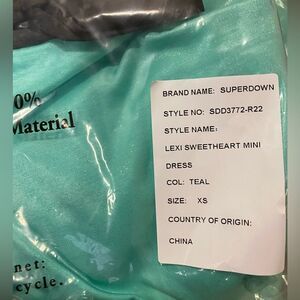 0%
Material
BRAND NAME: SUPERDOWN
STYLE NO: SDD3772-R22
STYLE NAME:
LEXI SWEETHEART MINI
DRESS
COL: TEAL
SIZE: XS
COUNTRY OF ORIGIN:
CHINA
net:
cycle.